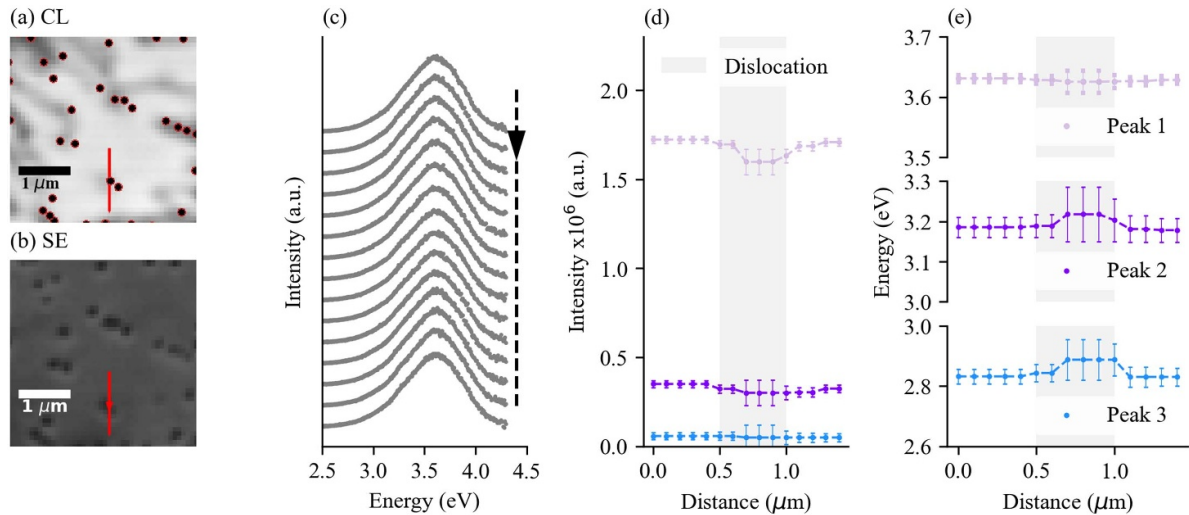 (a) CL
1 μm
(b) SE
1 μm
(c)
Intensity (a.u.)
2.5 3.0 3.5 4.0 4.5
Energy (eV)
(d)
Dislocation
Intensity x10⁶ (a.u.)
2.0
1.5
1.0
0.5
0.0
0.0 0.5 1.0
Distance (μm)
(e)
Energy (eV)
3.7
3.6
Peak 1
3.5
3.3
3.2
3.1
Peak 2
3.0
3.0
2.8
Peak 3
2.6
0.0 0.5 1.0
Distance (μm)